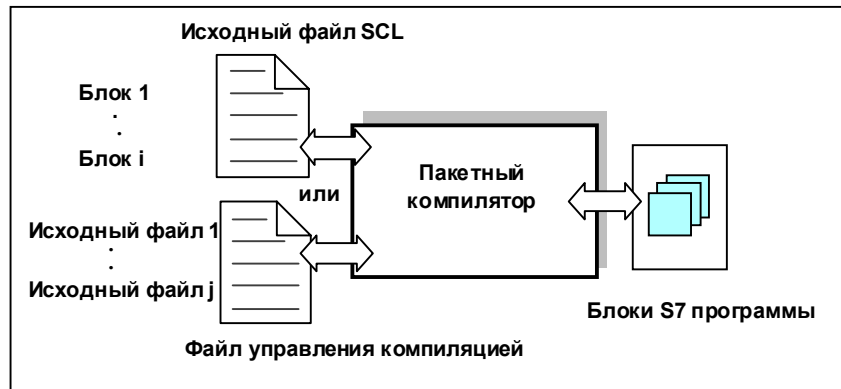 Исходный файл SCL
Блок 1
.
.
Блок i
или
Пакетный
компилятор
Исходный файл 1
.
.
Исходный файл j
Блоки S7 программы
Файл управления компиляцией